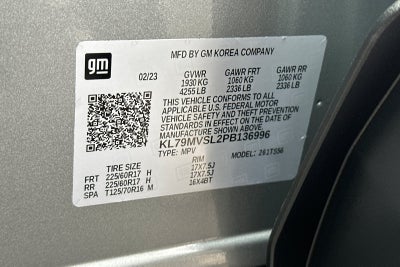 gm
MFD BY GM KOREA COMPANY
02/23 GVWR GAWR FRT GAWR RR
1930 KG 1060 KG 1060 KG
4255 LB 2336 LB 2336 LB
THIS VEHICLE CONFORMS TO ALL
APPLICABLE U.S. FEDERAL MOTOR
VEHICLE SAFETY AND THEFT PREVENTION
STANDARDS IN EFFECT ON THE DATE OF
MANUFACTURE SHOWN ABOVE.
KL79MVSL2PB136996
TYPE: MPV MODEL:
TIRE SIZE RIM
FRT 225/60R17 H 17X7.5J
RR 225/60R17 H 17X7.5J
SPA T125/70R16 M 16X4BT